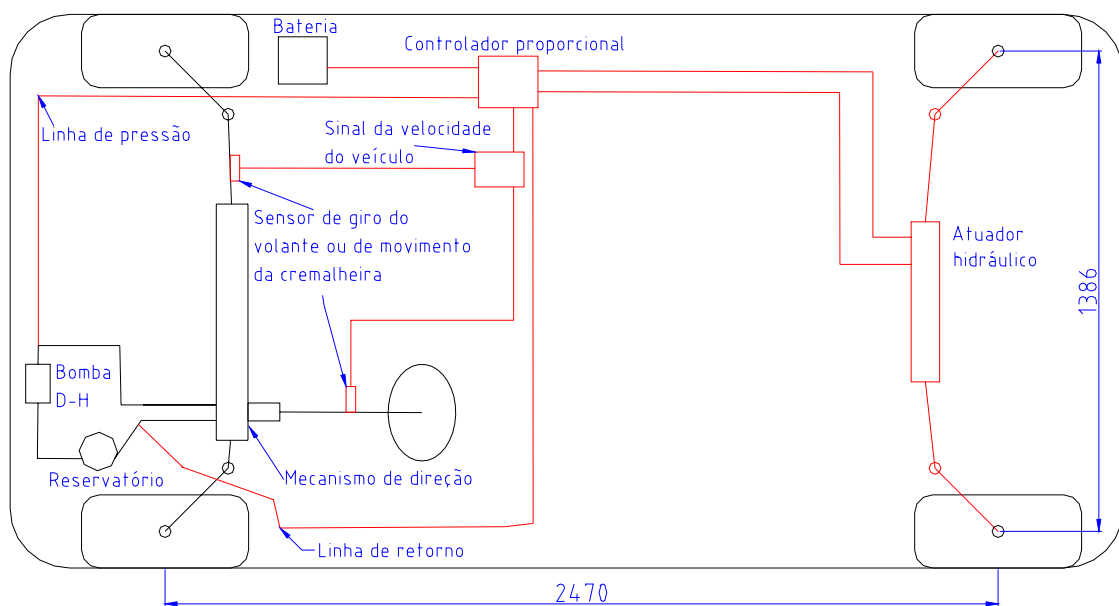 Bateria
Controlador proporcional
Linha de pressão
Sinal da velocidade
do veículo
Sensor de giro do
volante ou de movimento
da cremalheira
Atuador
hidráulico
1386
Bomba
D-H
Reservatório
Mecanismo de direção
Linha de retorno
2470